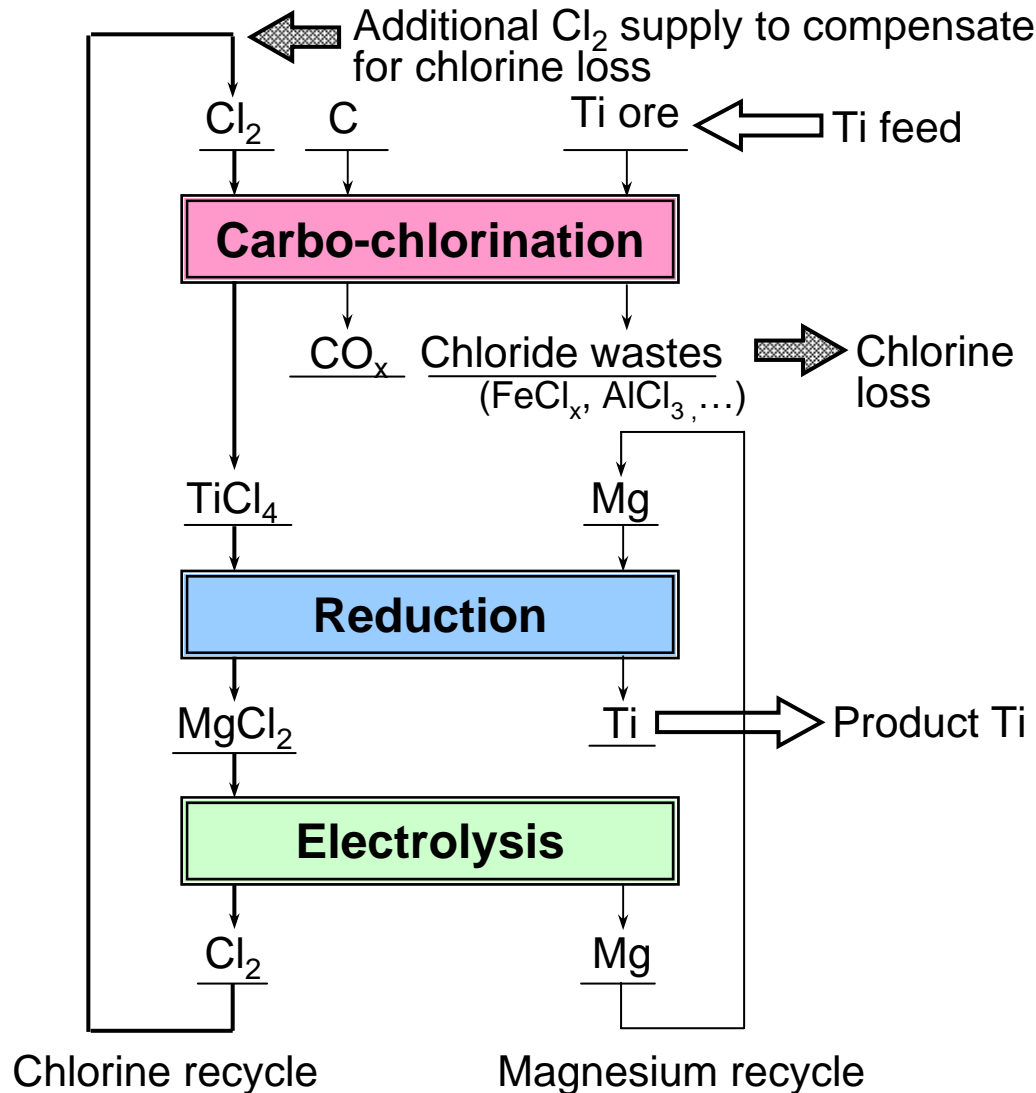 Additional Cl₂ supply to compensate
for chlorine loss
Cl₂
C
Ti ore
Ti feed
Carbo-chlorination
COₓ
Chloride wastes
(FeClₓ, AlCl₃ ,…)
Chlorine
loss
TiCl₄
Mg
Reduction
MgCl₂
Ti
Product Ti
Electrolysis
Cl₂
Mg
Chlorine recycle
Magnesium recycle